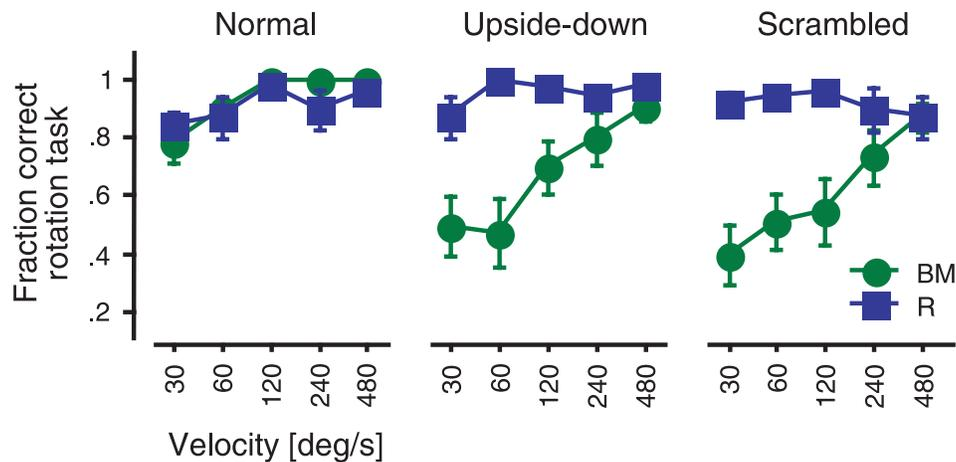 Normal Upside-down Scrambled
Fraction correct
rotation task
1
.8
.6
.4
.2
BM
R
30 60 120 240 480 30 60 120 240 480 30 60 120 240 480
Velocity [deg/s]